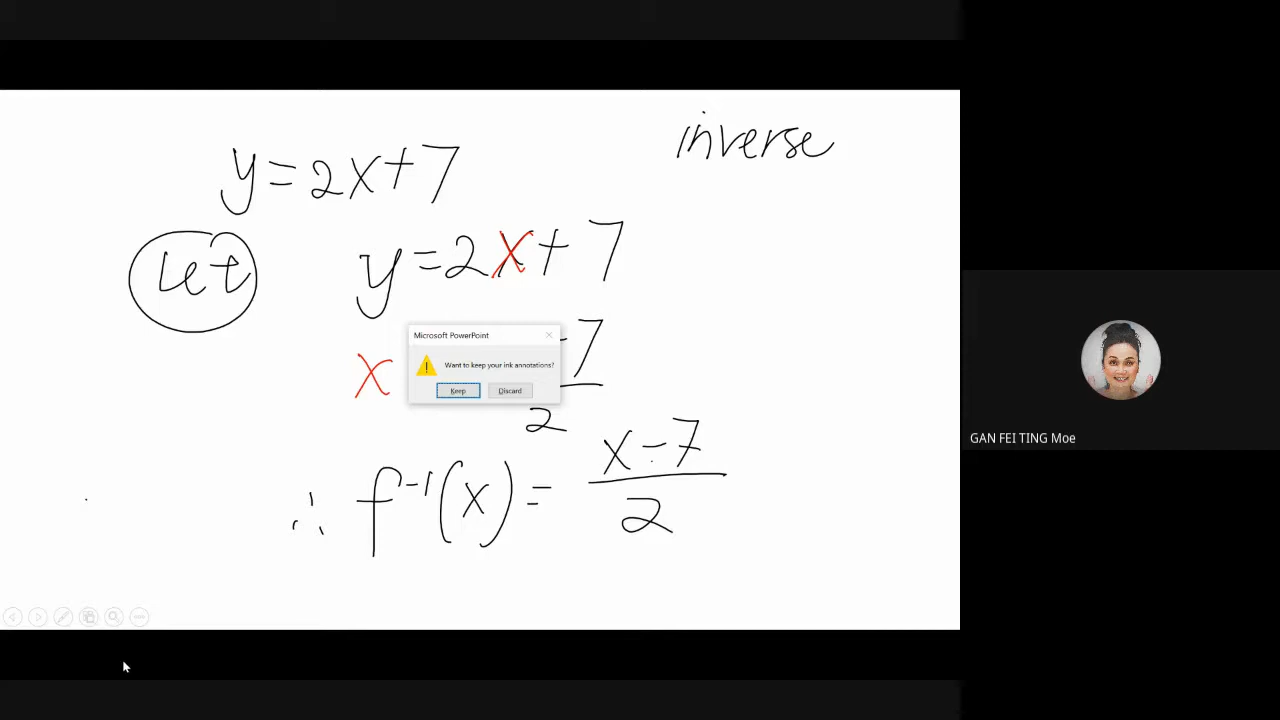 inverse
y=2x+7
let y=2x+7
Microsoft PowerPoint
Want to keep your ink annotations?
Keep Discard
x -7
2
∴ f⁻¹(x) = x-7
2
GAN FEI TING Moe